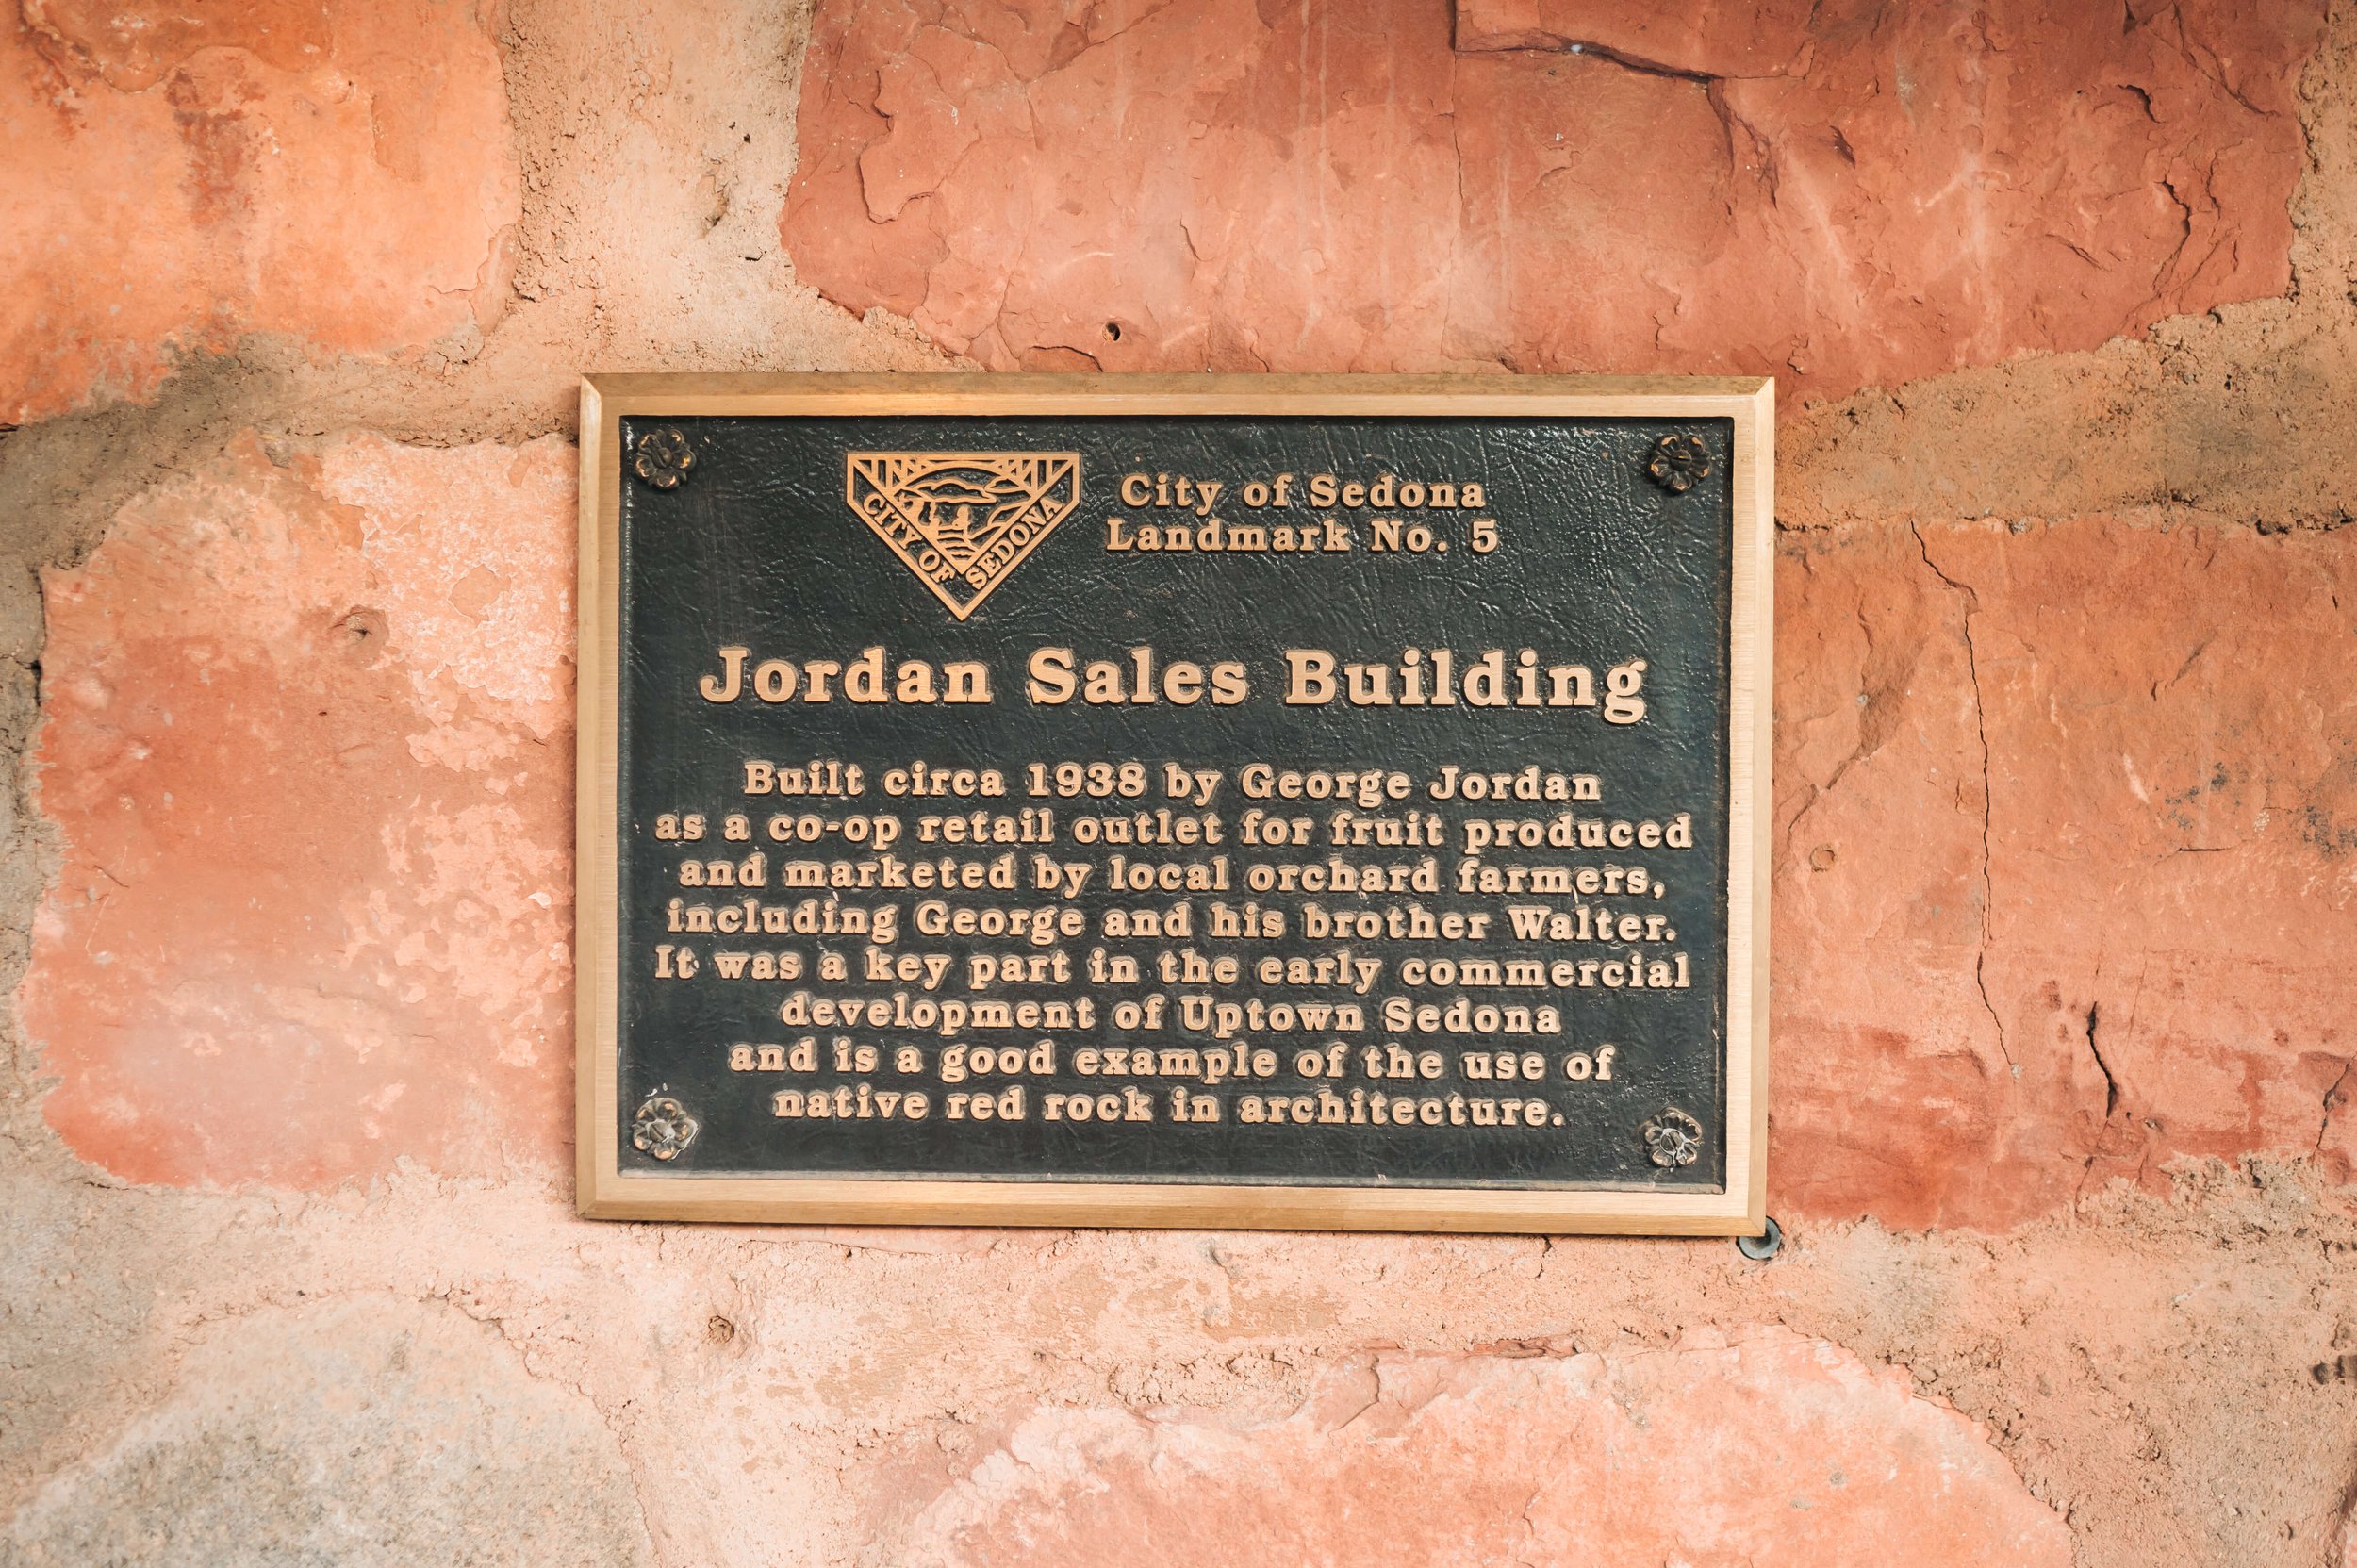 CITY OF SEDONA
City of Sedona
Landmark No. 5
Jordan Sales Building
Built circa 1938 by George Jordan
as a co-op retail outlet for fruit produced
and marketed by local orchard farmers,
including George and his brother Walter.
It was a key part in the early commercial
development of Uptown Sedona
and is a good example of the use of
native red rock in architecture.